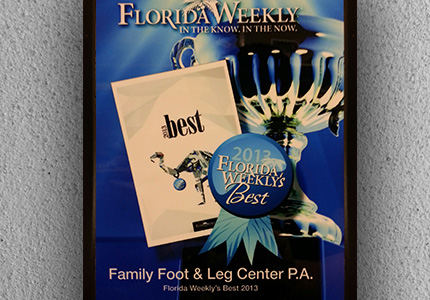 FLORIDA WEEKLY
IN THE KNOW. IN THE NOW.
2013 best
2013
FLORIDA
WEEKLY'S
Best
Family Foot & Leg Center P.A.
Florida Weekly's Best 2013